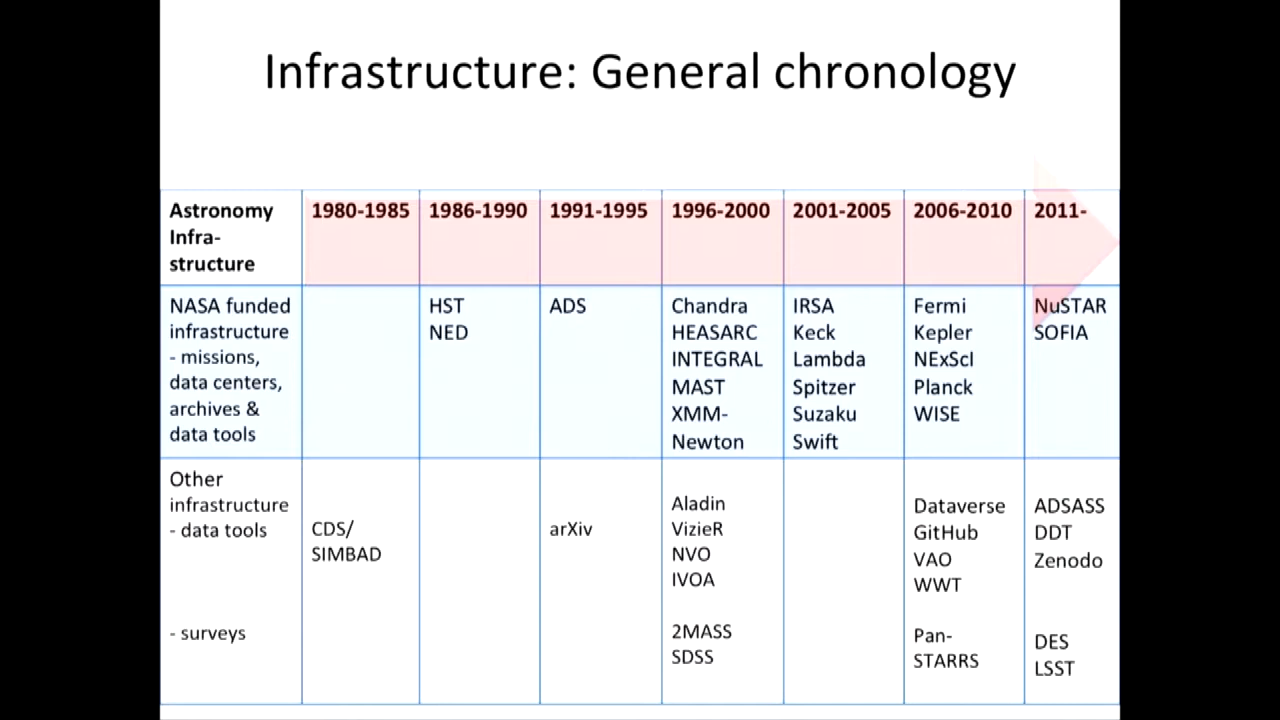 Infrastructure: General chronology
Astronomy
Infra-
structure
1980-1985
1986-1990
1991-1995
1996-2000
2001-2005
2006-2010
2011-
NASA funded
infrastructure
- missions,
data centers,
archives &
data tools
HST
NED
ADS
Chandra
HEASARC
INTEGRAL
MAST
XMM-
Newton
IRSA
Keck
Lambda
Spitzer
Suzaku
Swift
Fermi
Kepler
NExScI
Planck
WISE
NuSTAR
SOFIA
Other
infrastructure
- data tools
- surveys
CDS/
SIMBAD
arXiv
Aladin
VizieR
NVO
IVOA
2MASS
SDSS
Dataverse
GitHub
VAO
WWT
Pan-
STARRS
ADSASS
DDT
Zenodo
DES
LSST